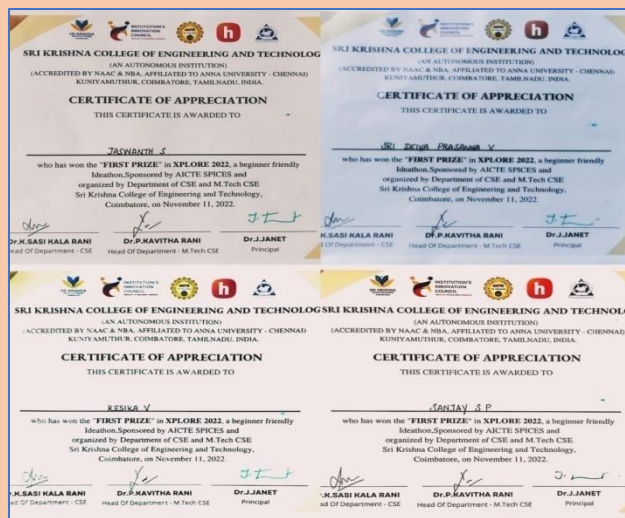 INSTITUTION'S
INNOVATION
COUNCIL
h
SRI KRISHNA COLLEGE OF ENGINEERING AND TECHNOLOG
(AN AUTONOMOUS INSTITUTION)
(ACCREDITED BY NAAC & NBA, AFFILIATED TO ANNA UNIVERSITY - CHENNAI)
KUNIYAMUTHUR, COIMBATORE, TAMILNADU, INDIA.
CERTIFICATE OF APPRECIATION
THIS CERTIFICATE IS AWARDED TO
JASWANTH S
who has won the "FIRST PRIZE" in XPLORE 2022, a beginner friendly
Ideathon,Sponsored by AICTE SPICES and
organized by Department of CSE and M.Tech CSE
Sri Krishna College of Engineering and Technology,
Coimbatore, on November 11, 2022.
Dr.K.SASI KALA RANI Dr.P.KAVITHA RANI Dr.J.JANET
ead Of Department - CSE Head Of Department - M.Tech CSE Principal
h
SRI KRISHNA COLLEGE OF ENGINEERING AND TECHNOLOG
(AN AUTONOMOUS INSTITUTION)
(ACCREDITED BY NAAC & NBA, AFFILIATED TO ANNA UNIVERSITY - CHENNAI)
KUNIYAMUTHUR, COIMBATORE, TAMILNADU, INDIA.
CERTIFICATE OF APPRECIATION
THIS CERTIFICATE IS AWARDED TO
SRI DEIVA PRASANNA V
who has won the "FIRST PRIZE" in XPLORE 2022, a beginner friendly
Ideathon,Sponsored by AICTE SPICES and
organized by Department of CSE and M.Tech CSE
Sri Krishna College of Engineering and Technology,
Coimbatore, on November 11, 2022.
.K.SASI KALA RANI Dr.P.KAVITHA RANI Dr.J.JANET
d Of Department - CSE Head Of Department - M.Tech CSE Principal
INSTITUTION'S
INNOVATION
COUNCIL
h
SRI KRISHNA COLLEGE OF ENGINEERING AND TECHNOLOG
(AN AUTONOMOUS INSTITUTION)
(ACCREDITED BY NAAC & NBA, AFFILIATED TO ANNA UNIVERSITY - CHENNAI)
KUNIYAMUTHUR, COIMBATORE, TAMILNADU, INDIA.
CERTIFICATE OF APPRECIATION
THIS CERTIFICATE IS AWARDED TO
KESIKA V
who has won the "FIRST PRIZE" in XPLORE 2022, a beginner friendly
Ideathon,Sponsored by AICTE SPICES and
organized by Department of CSE and M.Tech CSE
Sri Krishna College of Engineering and Technology,
Coimbatore, on November 11, 2022.
r.K.SASI KALA RANI Dr.P.KAVITHA RANI Dr.J.JANET
ad Of Department - CSE Head Of Department - M.Tech CSE Principal
INSTITUTION'S
INNOVATION
COUNCIL
h
SRI KRISHNA COLLEGE OF ENGINEERING AND TECHNOL
(AN AUTONOMOUS INSTITUTION)
(ACCREDITED BY NAAC & NBA, AFFILIATED TO ANNA UNIVERSITY - CHENNAI)
KUNIYAMUTHUR, COIMBATORE, TAMILNADU, INDIA.
CERTIFICATE OF APPRECIATION
THIS CERTIFICATE IS AWARDED TO
SANJAY S P
who has won the "FIRST PRIZE" in XPLORE 2022, a beginner friendly
Ideathon,Sponsored by AICTE SPICES and
organized by Department of CSE and M.Tech CSE
Sri Krishna College of Engineering and Technology,
Coimbatore, on November 11, 2022.
.K.SASI KALA RANI Dr.P.KAVITHA RANI Dr.J.JANET
ad Of Department - CSE Head Of Department - M.Tech CSE Principal